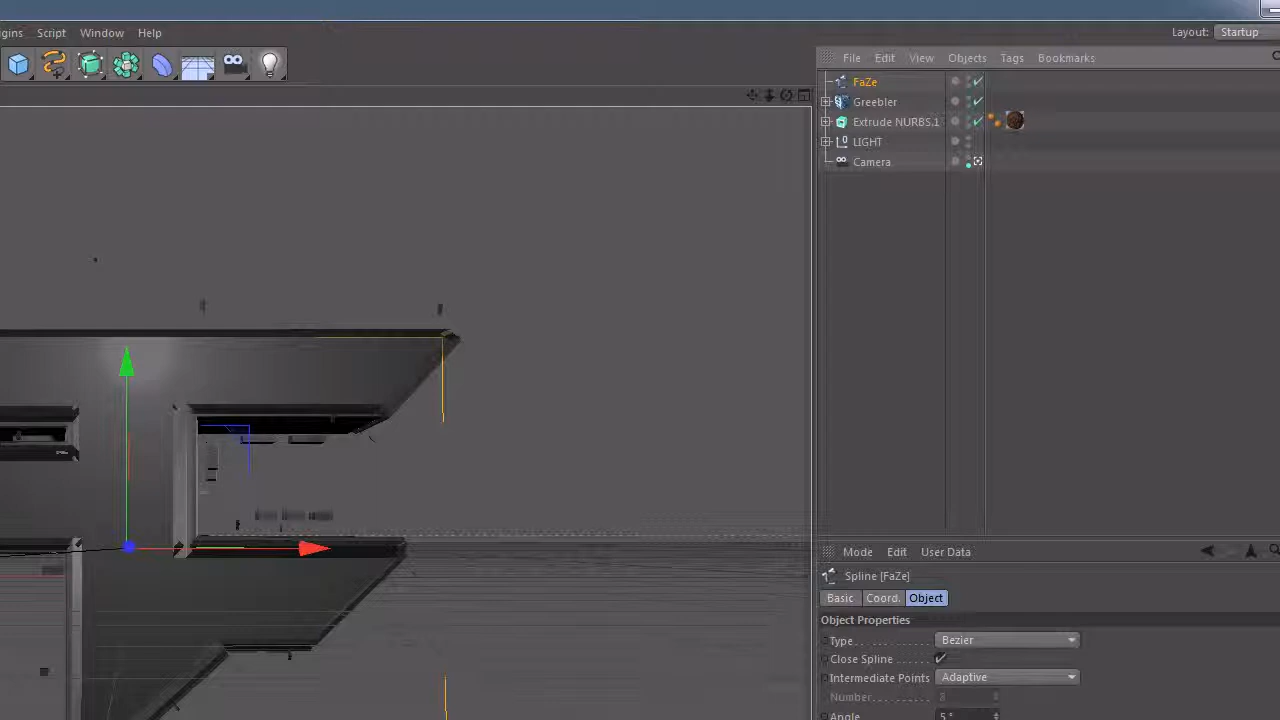 gins Script Window Help
Layout: Startup
File Edit View Objects Tags Bookmarks
FaZe
Greebler
Extrude NURBS.1
LIGHT
Camera
Mode Edit User Data
Spline [FaZe]
Basic Coord. Object
Object Properties
Type Bezier
Close Spline
Intermediate Points Adaptive
Number 8
Angle 5 °